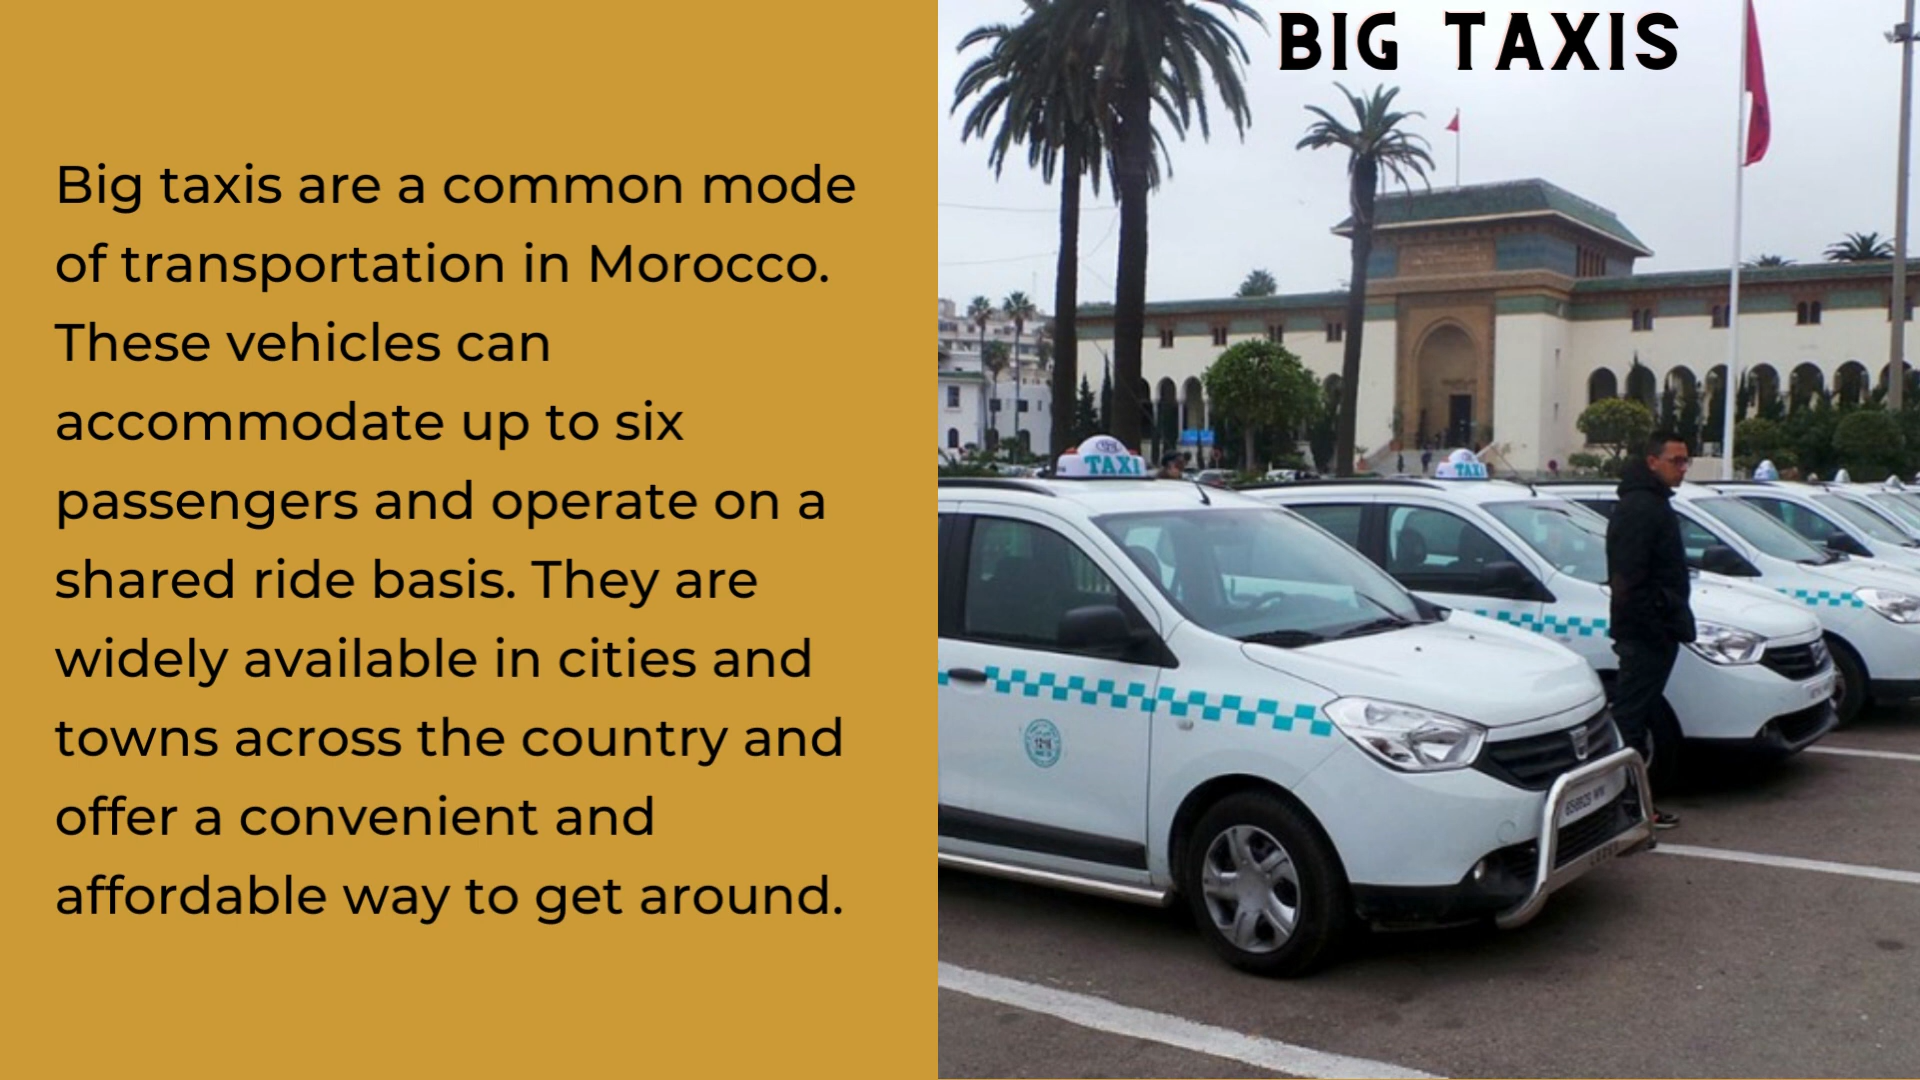 BIG TAXIS
Big taxis are a common mode
of transportation in Morocco.
These vehicles can
accommodate up to six
passengers and operate on a
shared ride basis. They are
widely available in cities and
towns across the country and
offer a convenient and
affordable way to get around.
TAXI
TAXI